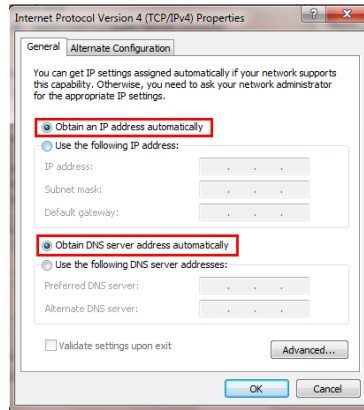 Internet Protocol Version 4 (TCP/IPv4) Properties
General
Alternate Configuration
You can get IP settings assigned automatically if your network supports
this capability. Otherwise, you need to ask your network administrator
for the appropriate IP settings.
Obtain an IP address automatically
Use the following IP address:
IP address:
Subnet mask:
Default gateway:
Obtain DNS server address automatically
Use the following DNS server addresses:
Preferred DNS server:
Alternate DNS server:
Validate settings upon exit
Advanced...
OK
Cancel